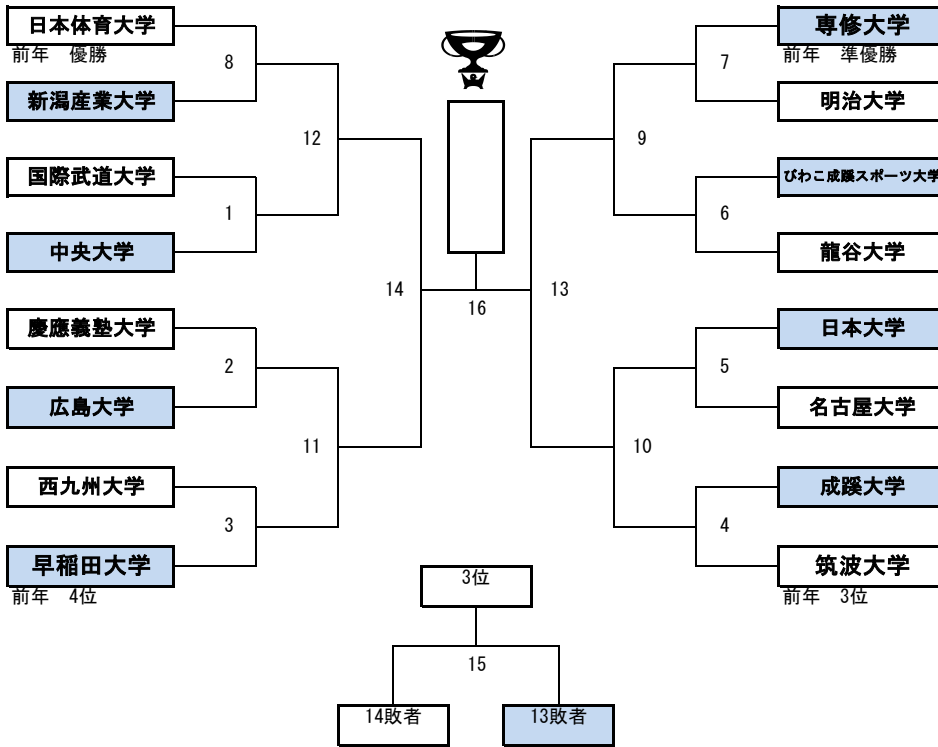 日本体育大学
前年　優勝
8
新潟産業大学
12
国際武道大学
1
中央大学
14
慶應義塾大学
2
広島大学
11
西九州大学
3
早稲田大学
前年　4位
16
専修大学
前年　準優勝
7
明治大学
9
びわこ成蹊スポーツ大学
6
龍谷大学
13
日本大学
5
名古屋大学
10
成蹊大学
4
筑波大学
前年　3位
3位
15
14敗者
13敗者